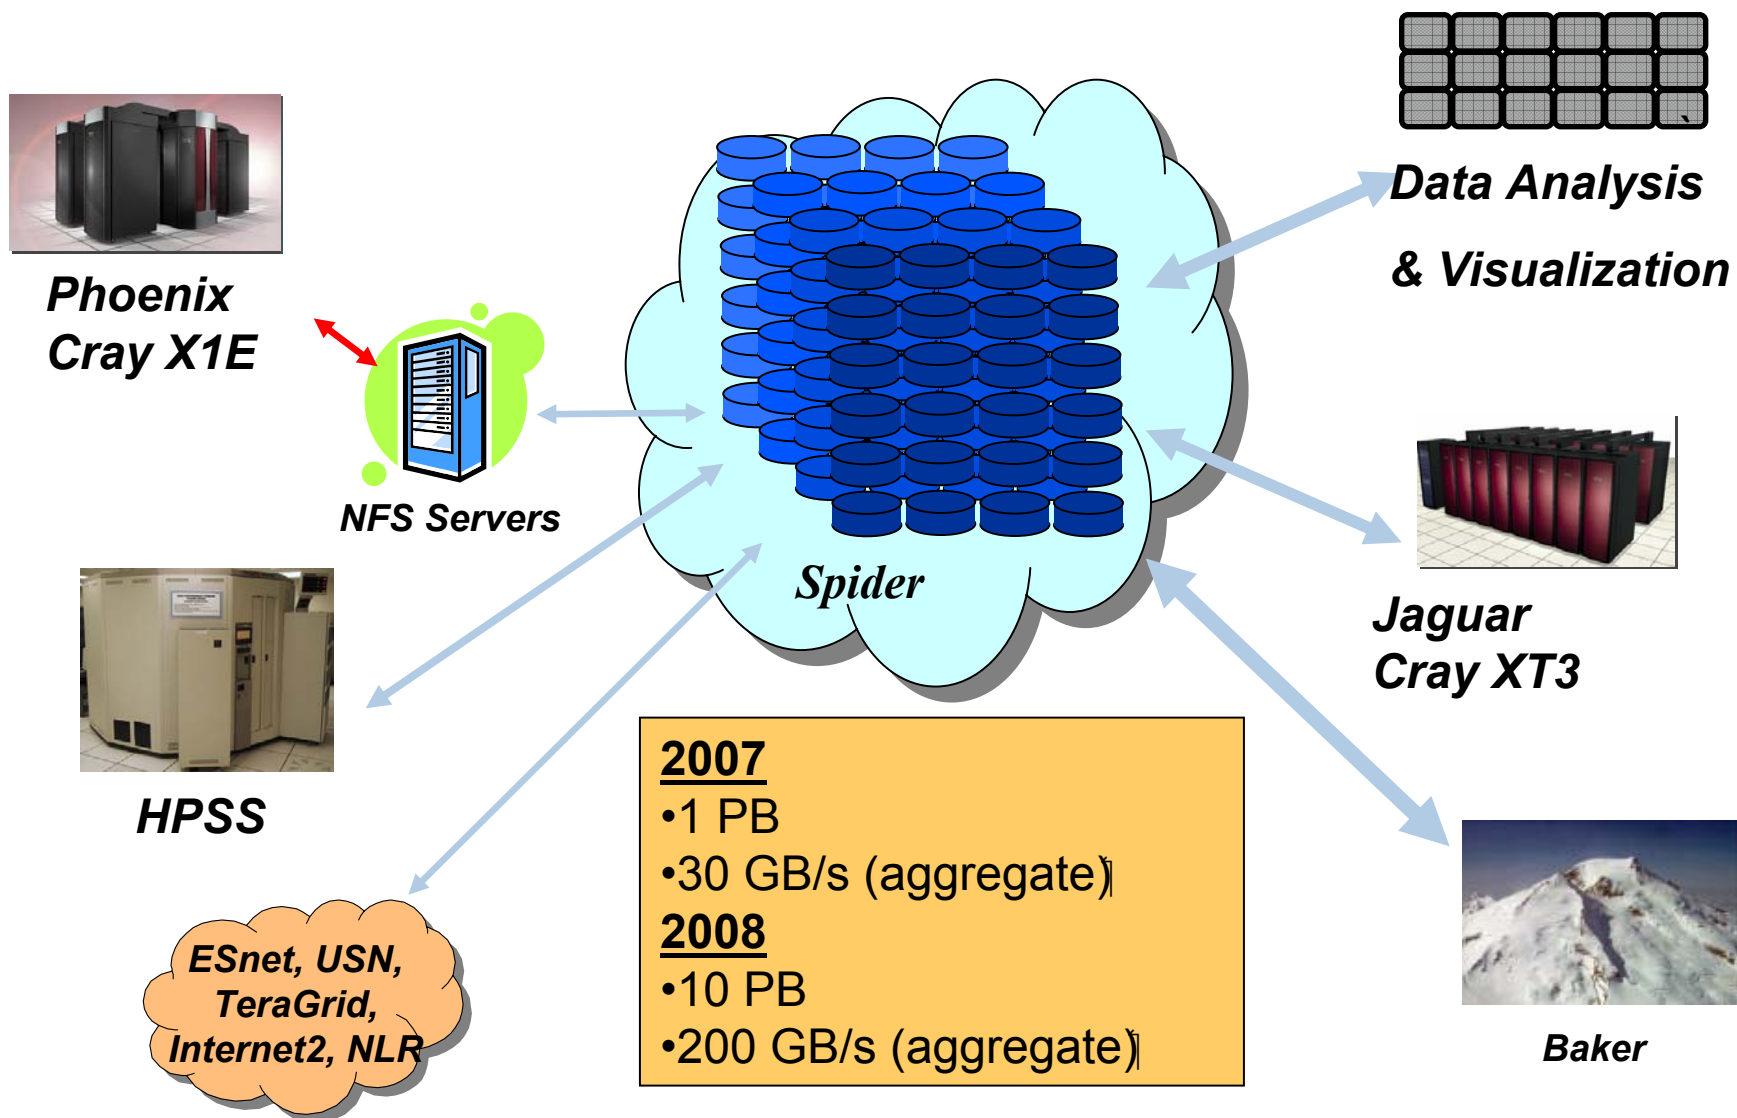 Data Analysis
& Visualization
Phoenix
Cray X1E
NFS Servers
Spider
Jaguar
Cray XT3
HPSS
2007
•1 PB
•30 GB/s (aggregate)
2008
•10 PB
•200 GB/s (aggregate)
ESnet, USN,
TeraGrid,
Internet2, NLR
Baker